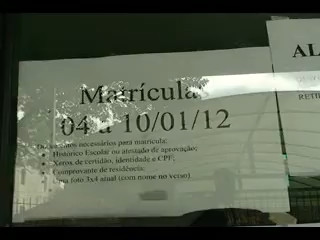 Matrícula
04 a 10/01/12
Documentos necessários para matrícula:
Histórico Escolar ou atestado de aprovação;
Xerox de certidão, identidade e CPF;
Comprovante de residência;
Uma foto 3x4 atual (com nome no verso)
AL
RETIR